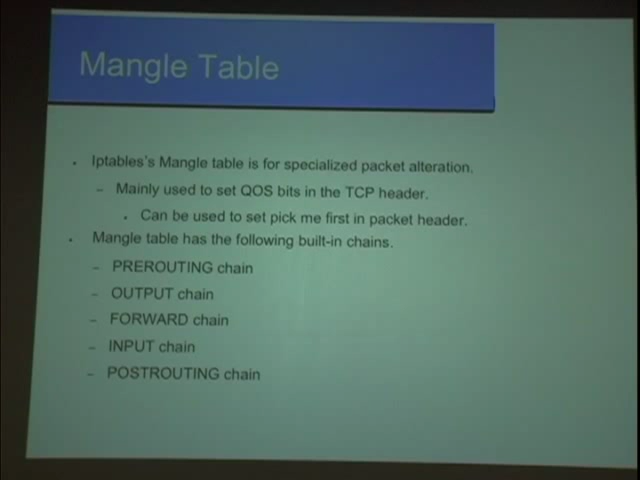 Mangle Table
• Iptables's Mangle table is for specialized packet alteration.
– Mainly used to set QOS bits in the TCP header.
• Can be used to set pick me first in packet header.
• Mangle table has the following built-in chains.
– PREROUTING chain
– OUTPUT chain
– FORWARD chain
– INPUT chain
– POSTROUTING chain